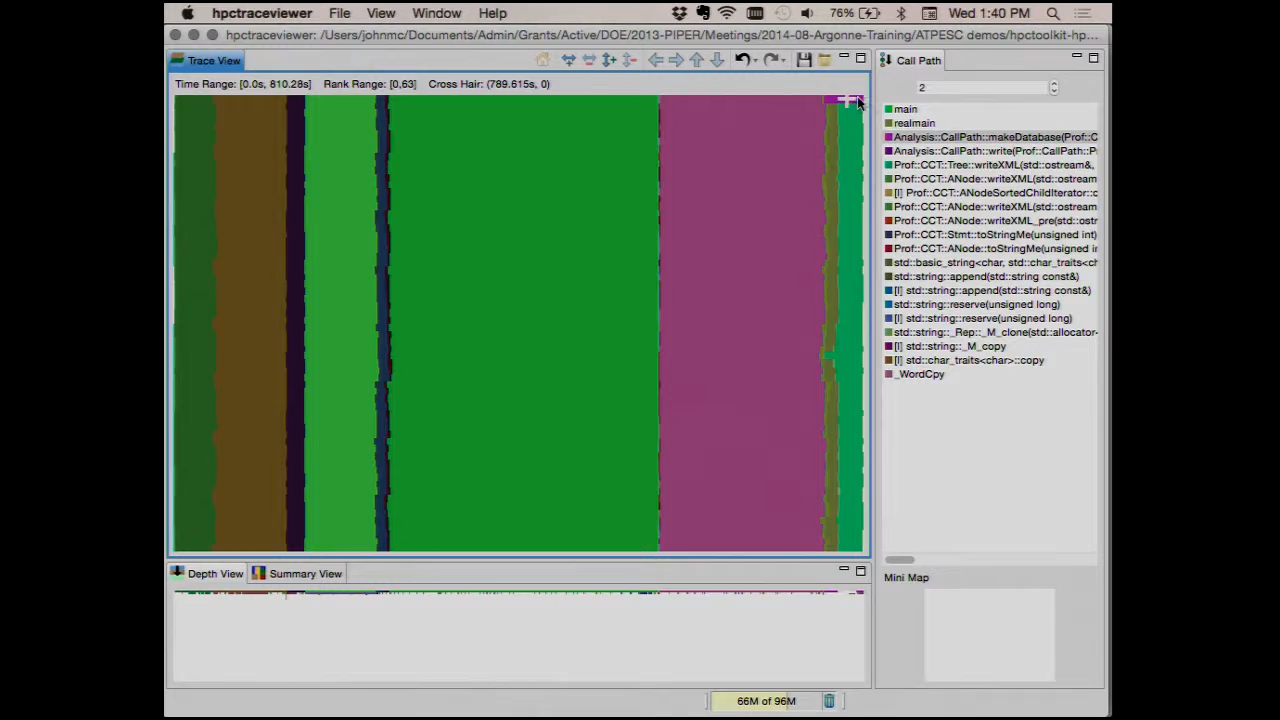 hpctraceviewer File View Window Help 76% Wed 1:40 PM
hpctraceviewer: /Users/johnmc/Documents/Admin/Grants/Active/DOE/2013-PIPER/Meetings/2014-08-Argonne-Training/ATPESC demos/hpctoolkit-hp...
Trace View
Time Range: [0.0s, 810.28s] Rank Range: [0,63] Cross Hair: (789.615s, 0)
Call Path
2
main
realmain
Analysis::CallPath::makeDatabase(Prof::C
Analysis::CallPath::write(Prof::CallPath::P
Prof::CCT::Tree::writeXML(std::ostream&,
Prof::CCT::ANode::writeXML(std::ostream
[I] Prof::CCT::ANodeSortedChildIterator::c
Prof::CCT::ANode::writeXML(std::ostream
Prof::CCT::ANode::writeXML_pre(std::ostr
Prof::CCT::Stmt::toStringMe(unsigned int)
Prof::CCT::ANode::toStringMe(unsigned in
std::basic_string<char, std::char_traits<ch
std::string::append(std::string const&)
[I] std::string::append(std::string const&)
std::string::reserve(unsigned long)
[I] std::string::reserve(unsigned long)
std::string::_Rep::_M_clone(std::allocator‹
[I] std::string::_M_copy
[I] std::char_traits<char>::copy
_WordCpy
Depth View Summary View
Mini Map
66M of 96M